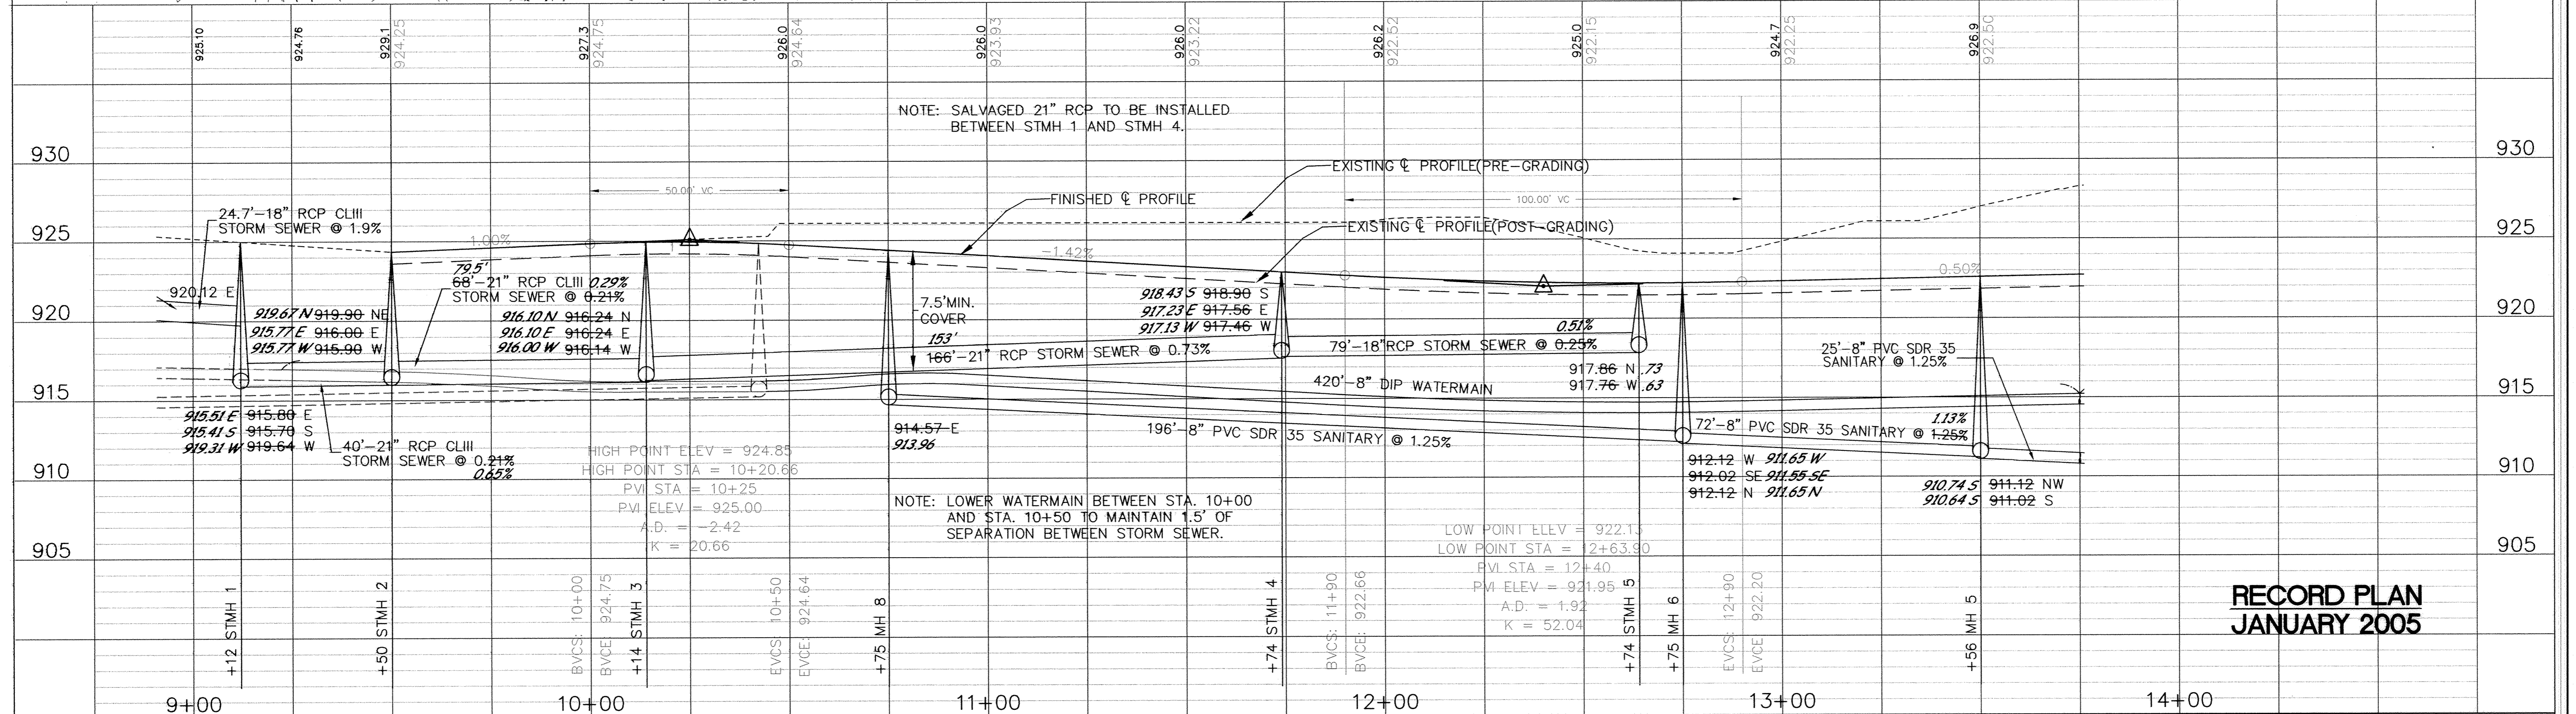 925.10
924.76
929.1
924.25
927.3
924.75
926.0
924.64
926.0
923.93
926.0
923.22
926.2
922.52
925.0
922.15
924.7
922.25
926.9
922.50
NOTE: SALVAGED 21" RCP TO BE INSTALLED
BETWEEN STMH 1 AND STMH 4.
930
930
EXISTING ℄ PROFILE(PRE-GRADING)
50.00' VC
FINISHED ℄ PROFILE
100.00' VC
24.7'-18" RCP CLIII
STORM SEWER @ 1.9%
EXISTING ℄ PROFILE(POST-GRADING)
925
925
1.00%
-1.42%
0.50%
79.5'
68'-21" RCP CLIII 0.29%
STORM SEWER @ 0.21%
920.12 E
919.67 N 919.90 NE
915.77 E 916.00 E
915.77 W 915.90 W
916.10 N 916.24 N
916.10 E 916.24 E
916.00 W 916.14 W
7.5'MIN.
COVER
918.43 S 918.90 S
917.23 E 917.56 E
917.13 W 917.46 W
920
920
153'
166'-21" RCP STORM SEWER @ 0.73%
0.51%
79'-18"RCP STORM SEWER @ 0.25%
25'-8" PVC SDR 35
SANITARY @ 1.25%
917.86 N .73
917.76 W .63
420'-8" DIP WATERMAIN
915
915
915.51 E 915.80 E
915.41 S 915.70 S
919.31 W 919.64 W
40'-21" RCP CLIII
STORM SEWER @ 0.21%
0.65%
914.57 E
913.96
196'-8" PVC SDR 35 SANITARY @ 1.25%
1.13%
72'-8" PVC SDR 35 SANITARY @ 1.25%
912.12 W 911.65 W
912.02 SE 911.55 SE
912.12 N 911.65 N
910.74 S 911.12 NW
910.64 S 911.02 S
910
910
HIGH POINT ELEV = 924.85
HIGH POINT STA = 10+20.66
PVI STA = 10+25
PVI ELEV = 925.00
A.D. = -2.42
K = 20.66
NOTE: LOWER WATERMAIN BETWEEN STA. 10+00
AND STA. 10+50 TO MAINTAIN 1.5' OF
SEPARATION BETWEEN STORM SEWER.
LOW POINT ELEV = 922.15
LOW POINT STA = 12+63.90
PVI STA = 12+40
PVI ELEV = 921.95
A.D. = 1.92
K = 52.04
905
905
+12 STMH 1
+50 STMH 2
BVCS: 10+00
BVCE: 924.75
+14 STMH 3
EVCS: 10+50
EVCE: 924.64
+75 MH 8
+74 STMH 4
BVCS: 11+90
BVCE: 922.66
+74 STMH 5
+75 MH 6
EVCS: 12+90
EVCE 922.20
+56 MH 5
RECORD PLAN
JANUARY 2005
9+00
10+00
11+00
12+00
13+00
14+00